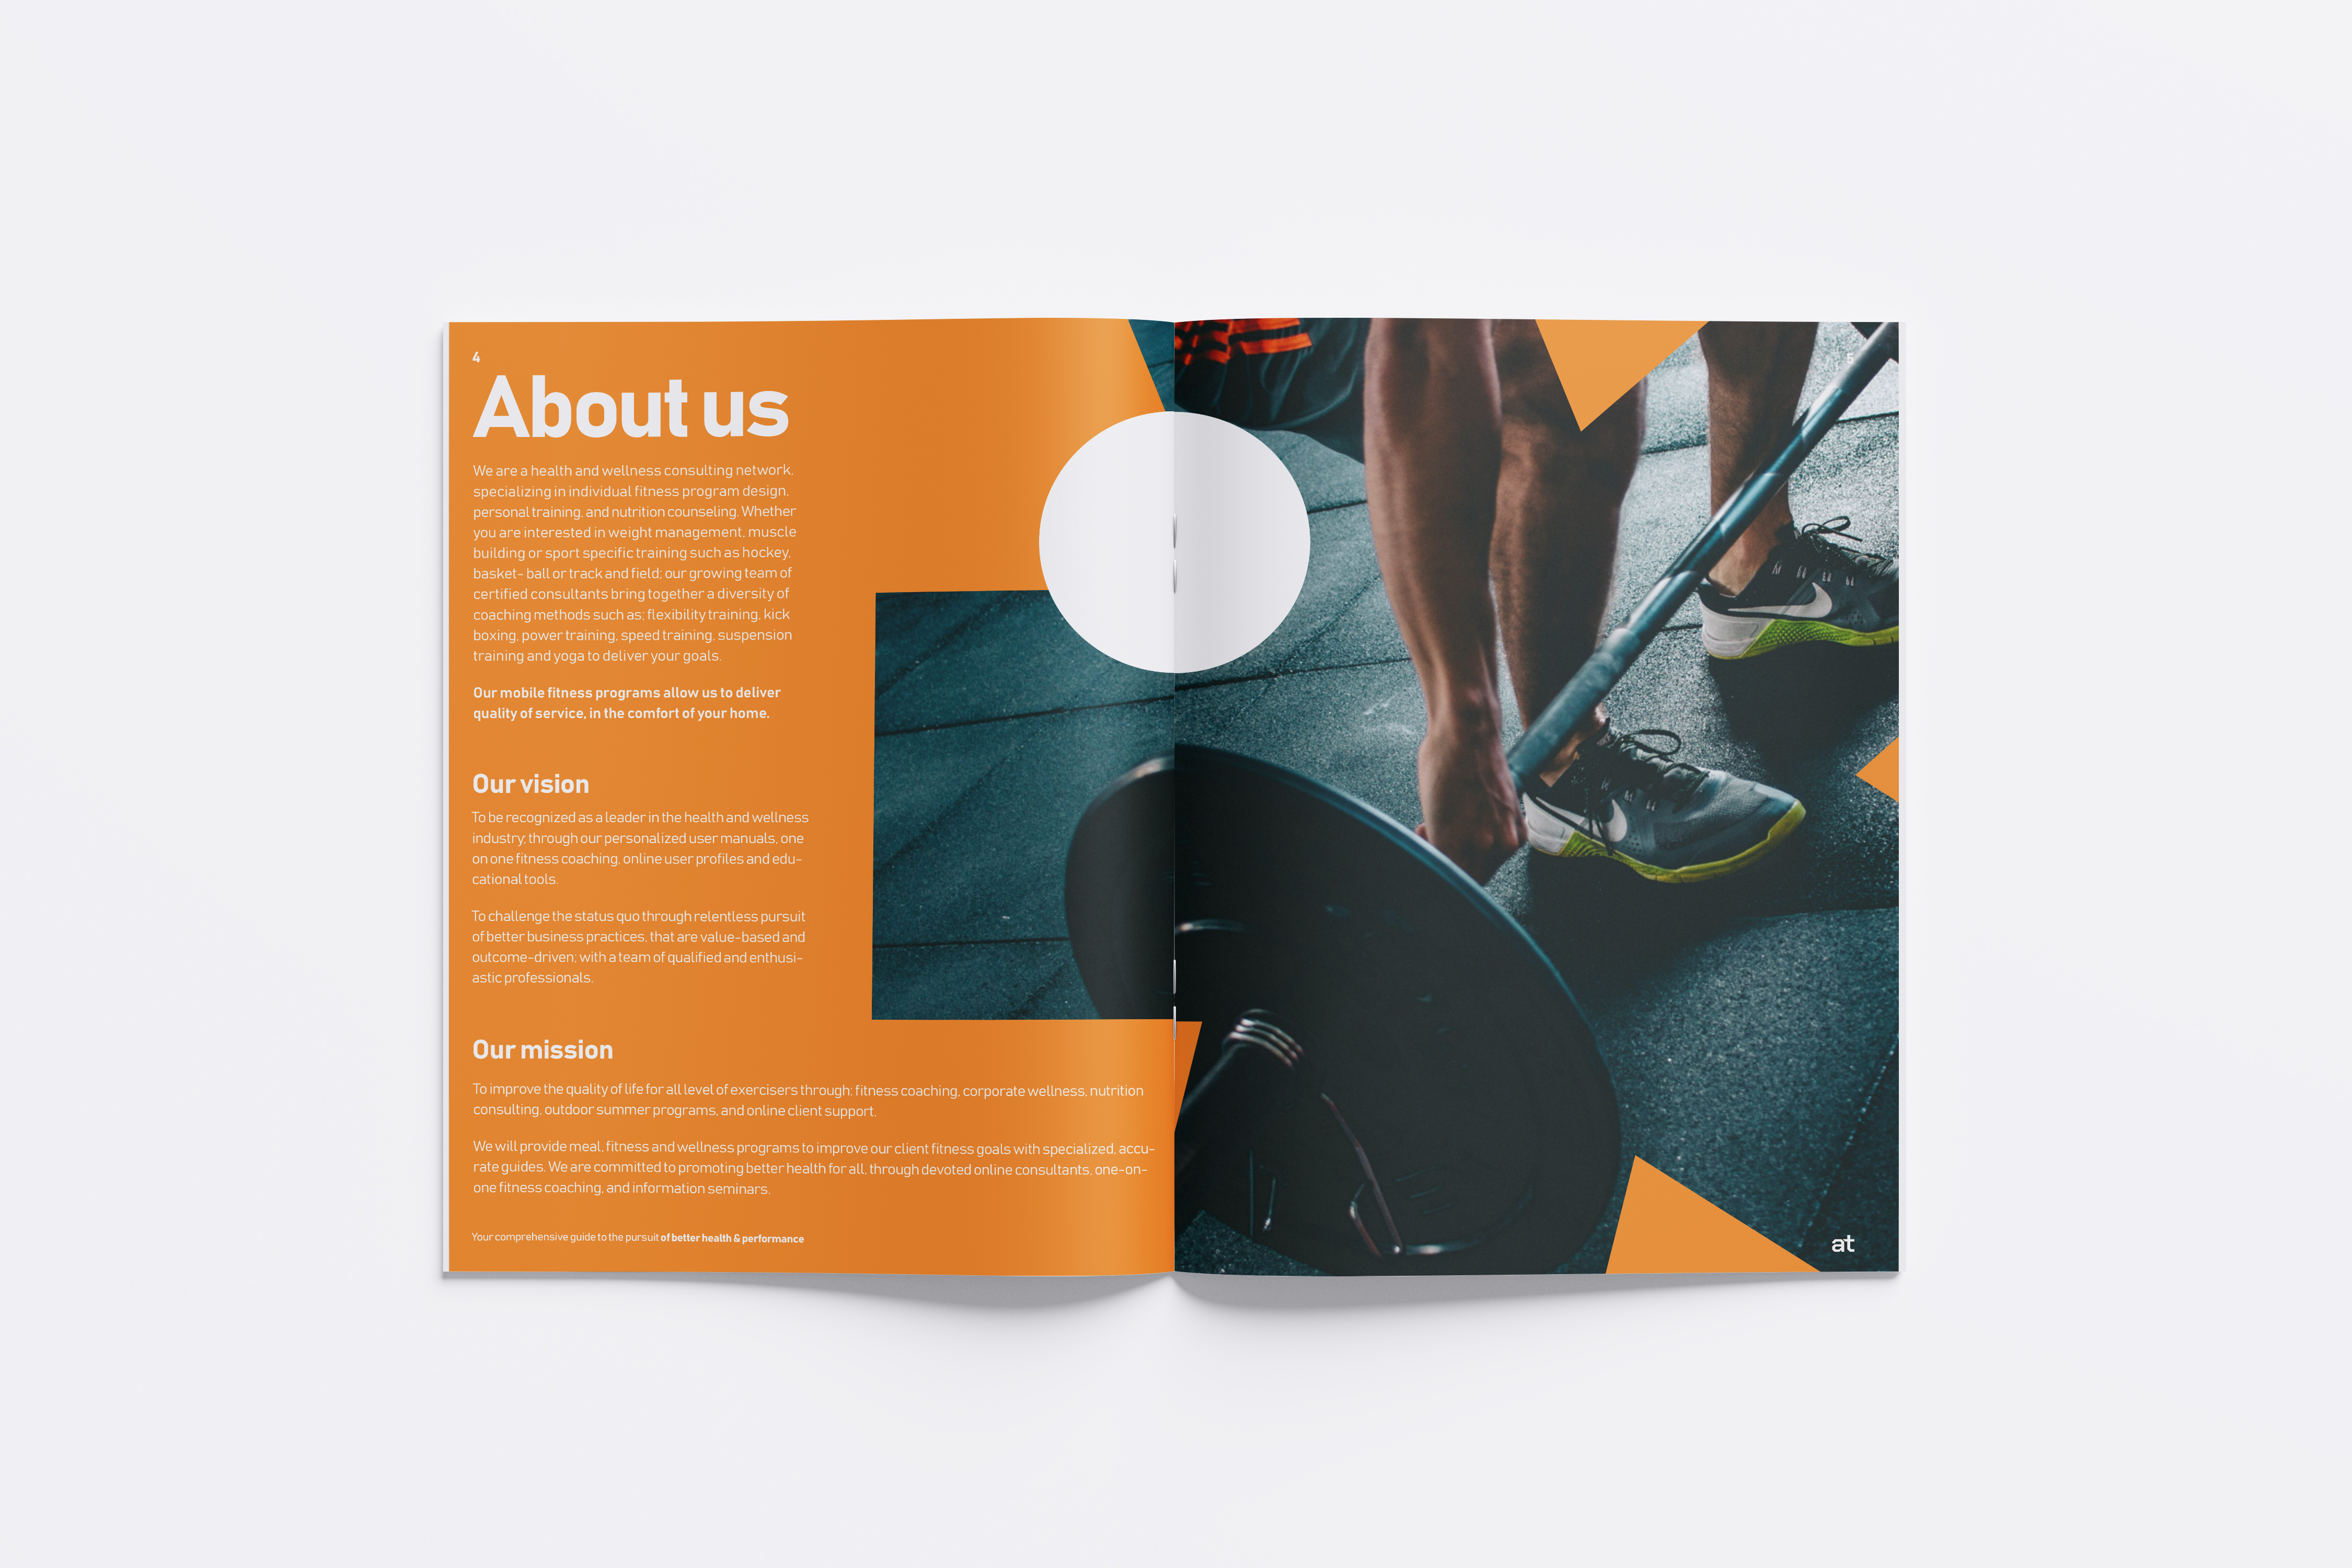 4
About us
We are a health and wellness consulting network,
specializing in individual fitness program design,
personal training, and nutrition counseling. Whether
you are interested in weight management, muscle
building or sport specific training such as hockey,
basket- ball or track and field; our growing team of
certified consultants bring together a diversity of
coaching methods such as: flexibility training, kick
boxing, power training, speed training, suspension
training and yoga to deliver your goals.
Our mobile fitness programs allow us to deliver
quality of service, in the comfort of your home.
Our vision
To be recognized as a leader in the health and wellness
industry; through our personalized user manuals, one
on one fitness coaching, online user profiles and edu-
cational tools.
To challenge the status quo through relentless pursuit
of better business practices, that are value-based and
outcome-driven; with a team of qualified and enthusi-
astic professionals.
Our mission
To improve the quality of life for all level of exercisers through: fitness coaching, corporate wellness, nutrition
consulting, outdoor summer programs, and online client support.
We will provide meal, fitness and wellness programs to improve our client fitness goals with specialized, accu-
rate guides. We are committed to promoting better health for all, through devoted online consultants, one-on-
one fitness coaching, and information seminars.
Your comprehensive guide to the pursuit of better health & performance
5
at